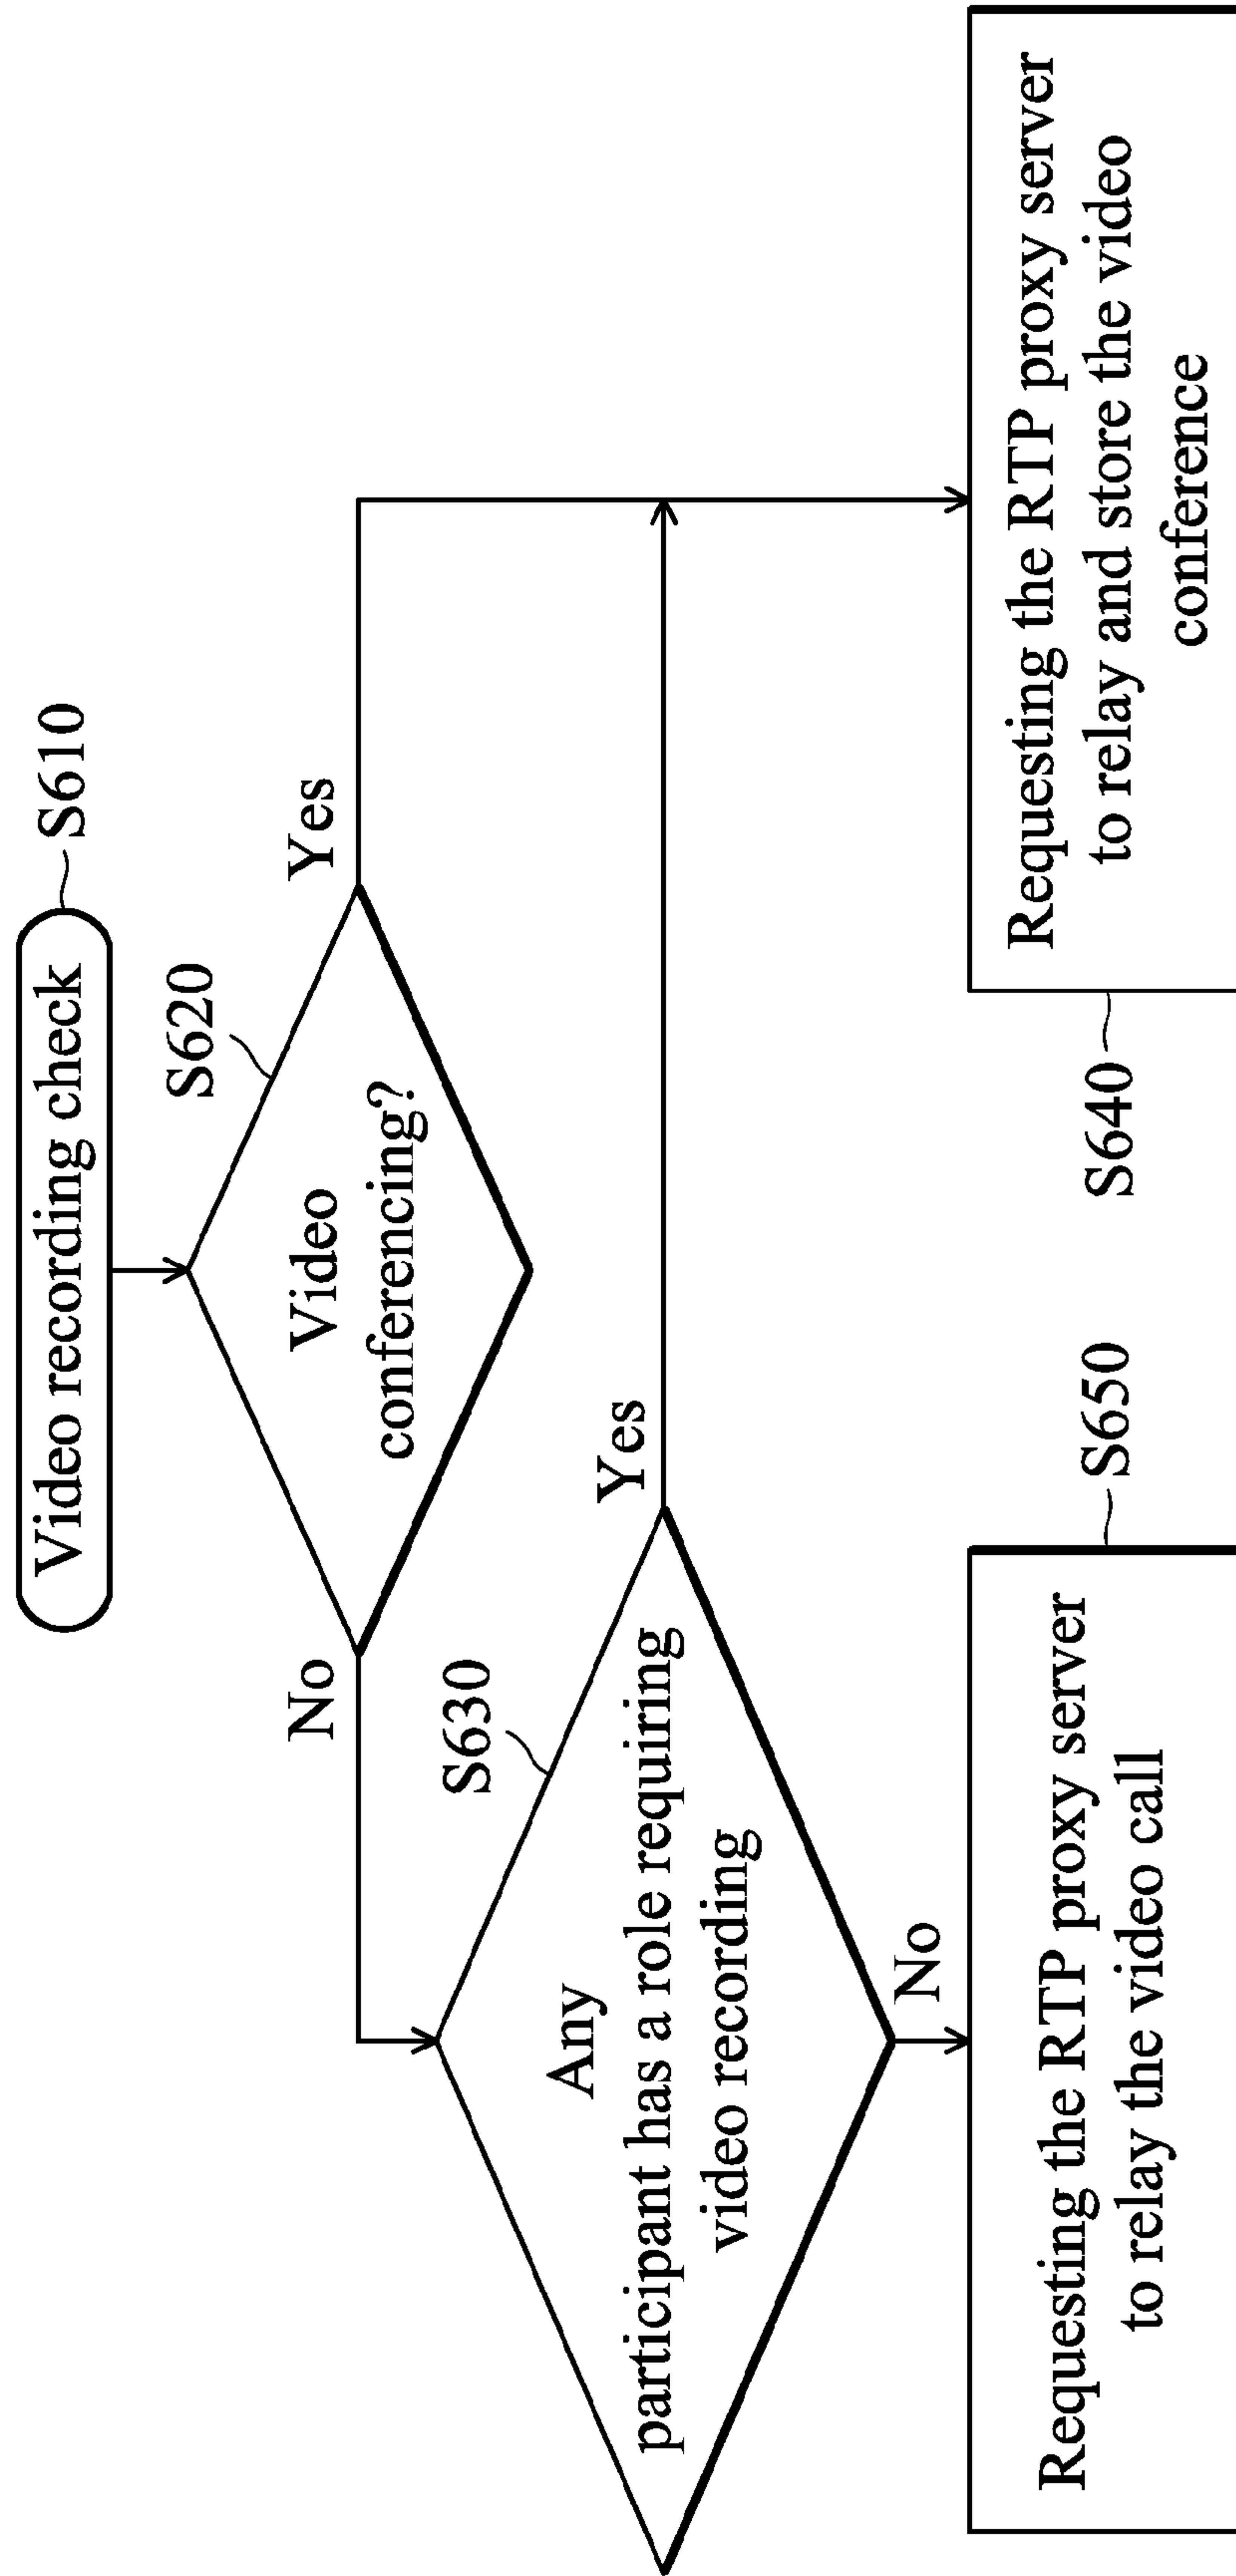 Video recording check
S610
S620
Video
conferencing?
Yes
No
S630
Any
participant has a role requiring
video recording
Yes
No
Requesting the RTP proxy server
to relay the video call
S650
S640
Requesting the RTP proxy server
to relay and store the video
conference